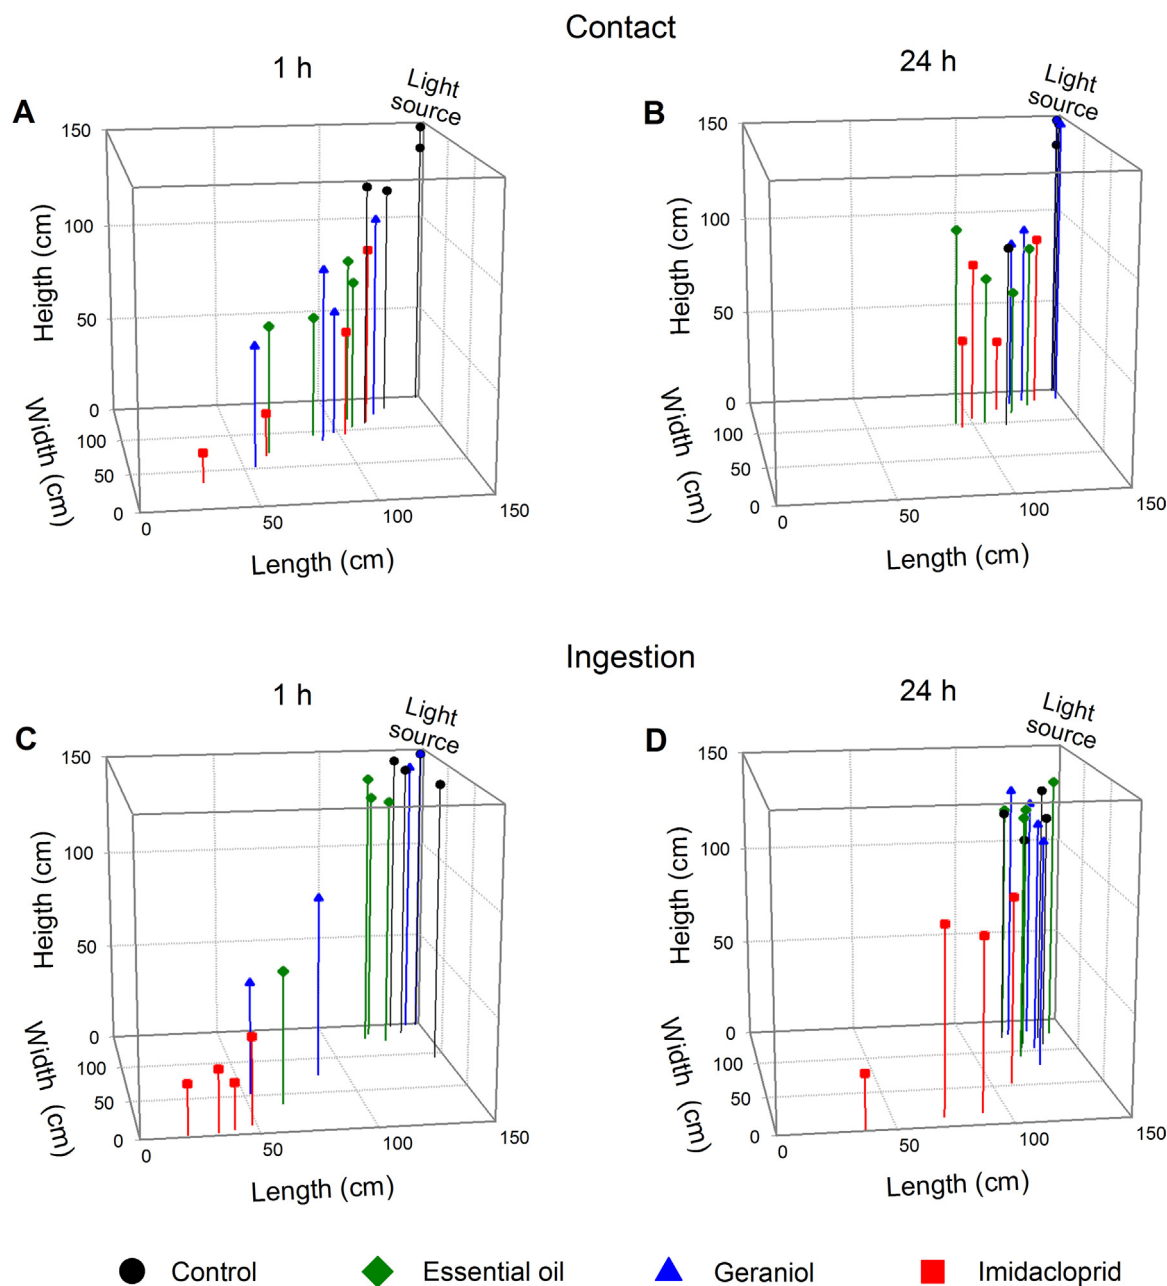 Contact
1 h
24 h
A
Light
source
150
100
50
0
100
50
0
Heigth (cm)
Width (cm)
0
50
100
150
Length (cm)
B
Light
source
150
100
50
0
100
50
0
Heigth (cm)
Width (cm)
0
50
100
150
Length (cm)
Ingestion
1 h
24 h
C
Light
source
150
100
50
0
100
50
0
Heigth (cm)
Width (cm)
0
50
100
150
Length (cm)
D
Light
source
150
100
50
0
100
50
0
Heigth (cm)
Width (cm)
0
50
100
150
Length (cm)
Control
Essential oil
Geraniol
Imidacloprid